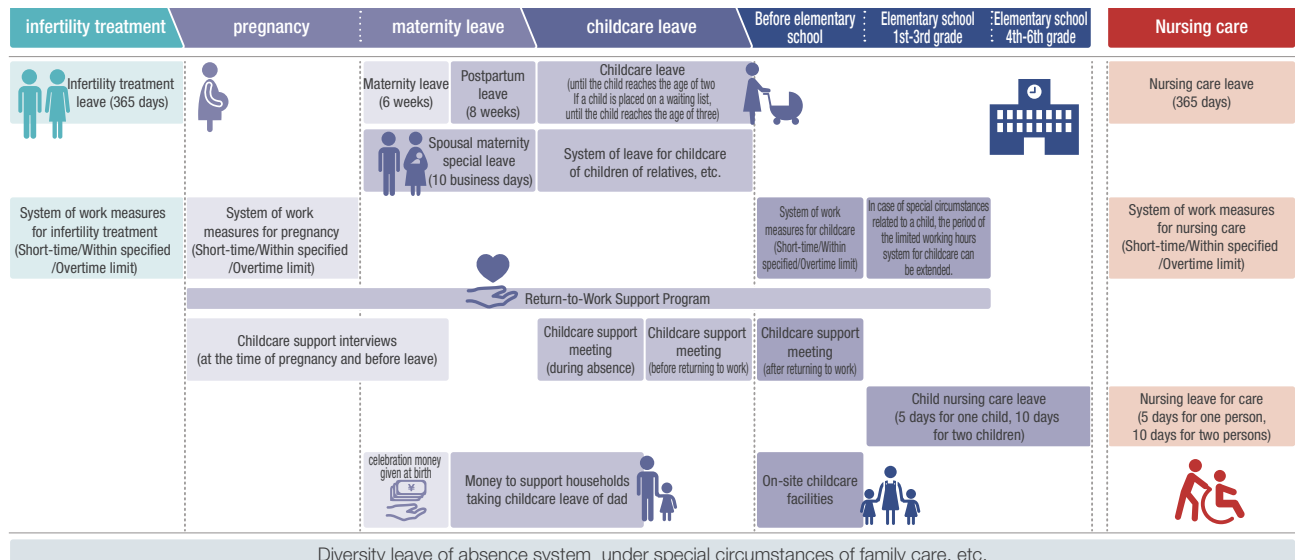 infertility treatment
pregnancy
maternity leave
childcare leave
Before elementary
school
Elementary school
1st-3rd grade
Elementary school
4th-6th grade
Nursing care
Infertility treatment
leave (365 days)
Maternity leave
(6 weeks)
Postpartum
leave
(8 weeks)
Childcare leave
(until the child reaches the age of two
If a child is placed on a waiting list,
until the child reaches the age of three)
Nursing care leave
(365 days)
Spousal maternity
special leave
(10 business days)
System of leave for childcare
of children of relatives, etc.
System of work measures
for infertility treatment
(Short-time/Within specified
/Overtime limit)
System of work
measures for pregnancy
(Short-time/Within specified
/Overtime limit)
System of work
measures for childcare
(Short-time/Within
specified/Overtime limit)
In case of special circumstances
related to a child, the period of
the limited working hours
system for childcare can
be extended.
System of work measures
for nursing care
(Short-time/Within specified
/Overtime limit)
Return-to-Work Support Program
Childcare support interviews
(at the time of pregnancy and before leave)
Childcare support
meeting
(during absence)
Childcare support
meeting
(before returning to work)
Childcare support
meeting
(after returning to work)
Child nursing care leave
(5 days for one child, 10 days
for two children)
Nursing leave for care
(5 days for one person,
10 days for two persons)
celebration money
given at birth
¥
Money to support households
taking childcare leave of dad
On-site childcare
facilities
Diversity leave of absence system under special circumstances of family care, etc.